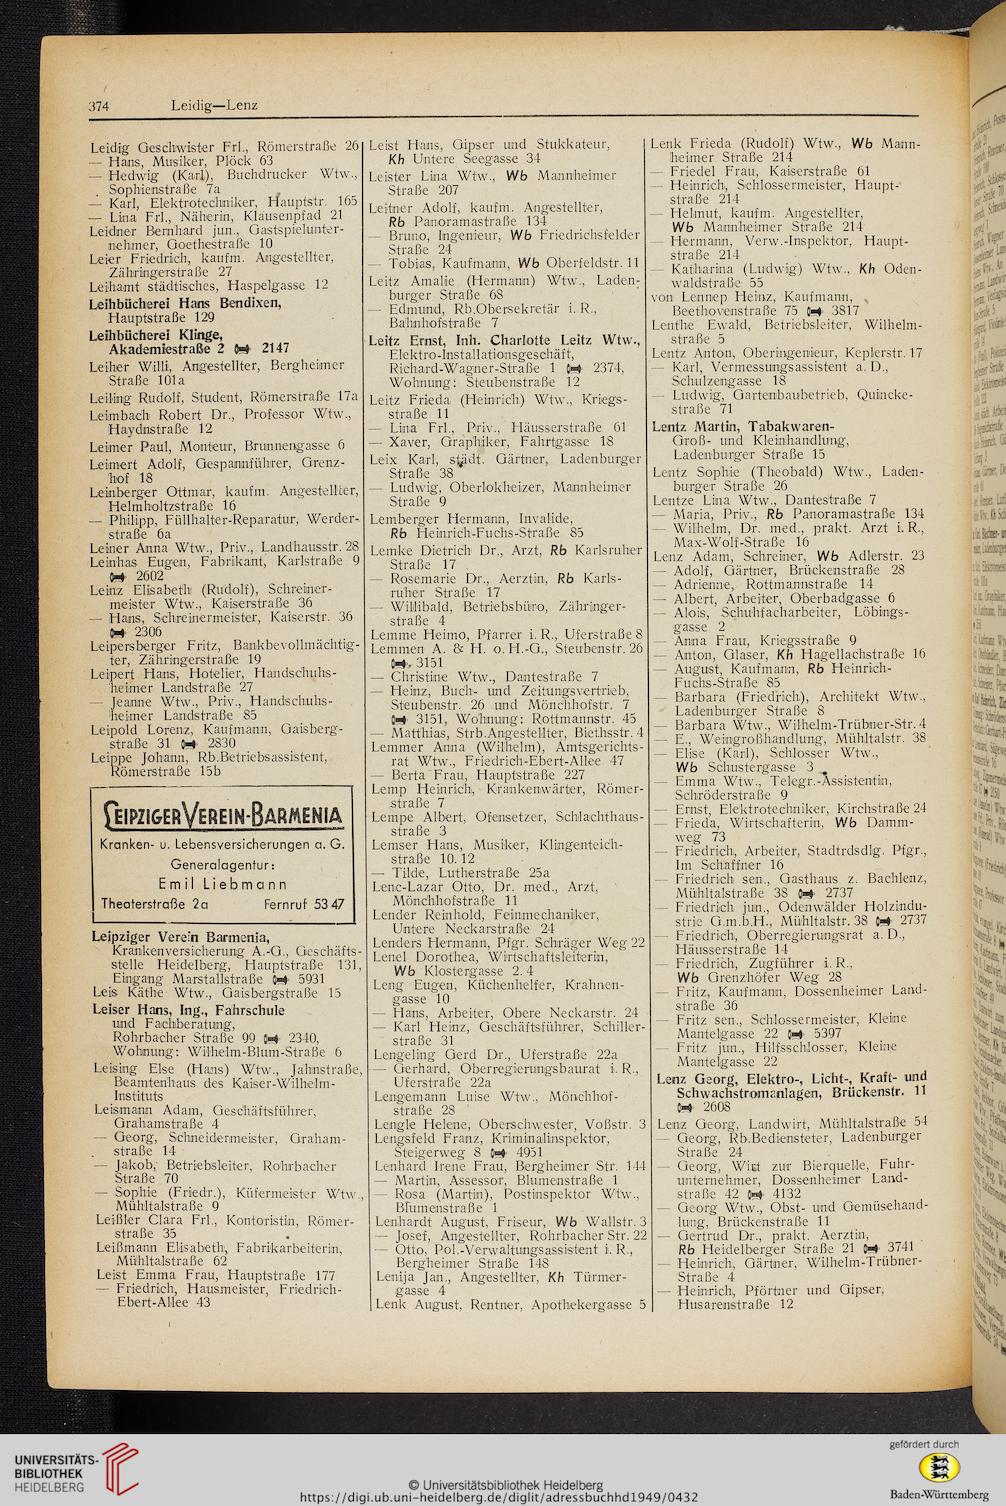 374 Leidig—Lenz
Leidig Geschwister Frl., Römerstraße 26
— Hans, Musiker, Plöck 63
— Hedwig (Karl), Buchdrucker Wtw.,
Sophienstraße 7a
— Karl, Elektrotechniker, Hauptstr. 165
— Lina Frl., Näherin, Klausenpfad 21
Leidner Bernhard jun., Gastspielunter-
nehmer, Goethestraße 10
Leier Friedrich, kaufm. Angestellter,
Zähringerstraße 27
Leihamt städtisches, Haspelgasse 12
Leihbücherei Hans Bendixen,
Hauptstraße 129
Leihbücherei Klinge,
Akademiestraße 2 2147
Leiher Willi, Angestellter, Bergheimer
Straße 101a
Leiling Rudolf, Student, Römerstraße 17a
Leimbach Robert Dr., Professor Wtw.,
Haydnstraße 12
Leimer Paul, Monteur, Brunnengasse 6
Leimert Adolf, Gespannführer, Grenz-
hof 18
Leinberger Ottmar, kaufm. Angestellter,
Helmholtzstraße 16
— Philipp, Füllhalter-Reparatur, Werder-
straße 6a
Leiner Anna Wtw., Priv., Landhausstr. 28
Leinhas Eugen, Fabrikant, Karlstraße 9
2602
Leinz Elisabeth (Rudolf), Schreiner-
meister Wtw., Kaiserstraße 36
— Hans, Schreinermeister, Kaiserstr. 36
2306
Leipersberger Fritz, Bankbevollmächtig-
ter, Zähringerstraße 19
Leipert Hans, Hotelier, Handschuhs-
heimer Landstraße 27
— Jeanne Wtw., Priv., Handschuhs-
heimer Landstraße 85
Leipold Lorenz, Kaufmann, Gaisberg-
straße 31 2830
Leippe Johann, Rb.Betriebsassistent,
Römerstraße 15b
LEIPZIGER VEREIN-BARMENIA
Kranken- u. Lebensversicherungen a. G.
Generalagentur:
Emil Liebmann
Theaterstraße 2a Fernruf 53 47
Leipziger Verein Barmenia,
Krankenversicherung A.-G., Geschäfts-
stelle Heidelberg, Hauptstraße 131,
Eingang Marstallstraße 5931
Leis Käthe Wtw., Gaisbergstraße 15
Leiser Hans, Ing., Fahrschule
und Fachberatung,
Rohrbacher Straße 99 2340,
Wohnung: Wilhelm-Blum-Straße 6
Leising Else (Hans) Wtw., Jahnstraße,
Beamtenhaus des Kaiser-Wilhelm-
Instituts
Leismann Adam, Geschäftsführer,
Grahamstraße 4
— Georg, Schneidermeister, Graham-
straße 14
— Jakob, Betriebsleiter, Rohrbacher
Straße 70
— Sophie (Friedr.), Küfermeister Wtw.,
Mühltalstraße 9
Leißler Clara Frl., Kontoristin, Römer-
straße 35
Leißmann Elisabeth, Fabrikarbeiterin,
Mühltalstraße 62
Leist Emma Frau, Hauptstraße 177
— Friedrich, Hausmeister, Friedrich-
Ebert-Allee 43
Leist Hans, Gipser und Stukkateur,
Kh Untere Seegasse 34
Leister Lina Wtw., Wb Mannheimer
Straße 207
Leitner Adolf, kaufm. Angestellter,
Rb Panoramastraße 134
— Bruno, Ingenieur, Wb Friedrichsfelder
Straße 24
— Tobias, Kaufmann, Wb Oberfeldstr. 11
Leitz Amalie (Hermann) Wtw., Laden-
burger Straße 68
— Edmund, Rb.Obersekretär i. R.,
Bahnhofstraße 7
Leitz Ernst, Inh. Charlotte Leitz Wtw.,
Elektro-Installationsgeschäft,
Richard-Wagner-Straße 1 2374,
Wohnung: Steubenstraße 12
Leitz Frieda (Heinrich) Wtw., Kriegs-
straße 11
— Lina Frl., Priv., Häusserstraße 61
— Xaver, Graphiker, Fahrtgasse 18
Leix Karl, städt. Gärtner, Ladenburger
Straße 38
— Ludwig, Oberlokheizer, Mannheimer
Straße 9
Lemberger Hermann, Invalide,
Rb Heinrich-Fuchs-Straße 85
Lemke Dietrich Dr., Arzt, Rb Karlsruher
Straße 17
— Rosemarie Dr., Aerztin, Rb Karls-
ruher Straße 17
— Willibald, Betriebsbüro, Zähringer-
straße 4
Lemme Heimo, Pfarrer i. R., Uferstraße 8
Lemmen A. & H. o. H.-G., Steubenstr. 26
3151
— Christine Wtw., Dantestraße 7
— Heinz, Buch- und Zeitungsvertrieb,
Steubenstr. 26 und Mönchhofstr. 7
3151, Wohnung: Rottmannstr. 45
— Matthias, Strb.Angestellter, Biethsstr. 4
Lemmer Anna (Wilhelm), Amtsgerichts-
rat Wtw., Friedrich-Ebert-Allee 47
— Berta Frau, Hauptstraße 227
Lemp Heinrich, Krankenwärter, Römer-
straße 7
Lempe Albert, Ofensetzer, Schlachthaus-
straße 3
Lemser Hans, Musiker, Klingenteich-
straße 10. 12
— Tilde, Lutherstraße 25a
Lenc-Lazar Otto, Dr. med., Arzt,
Mönchhofstraße 11
Lender Reinhold, Feinmechaniker,
Untere Neckarstraße 24
Lenders Hermann, Pfgr. Schräger Weg 22
Lenel Dorothea, Wirtschaftsleiterin,
Wb Klostergasse 2. 4
Leng Eugen, Küchenhelfer, Krahnen-
gasse 10
— Hans, Arbeiter, Obere Neckarstr. 24
— Karl Heinz, Geschäftsführer, Schiller-
straße 31
Lengeling Gerd Dr., Uferstraße 22a
— Gerhard, Oberregierungsbaurat i. R.,
Uferstraße 22a
Lengemann Luise Wtw., Mönchhof-
straße 28
Lengle Helene, Oberschwester, Voßstr. 3
Lengsfeld Franz, Kriminalinspektor,
Steigerweg 8 4951
Lenhard Irene Frau, Bergheimer Str. 144
— Martin, Assessor, Blumenstraße 1
— Rosa (Martin), Postinspektor Wtw.,
Blumenstraße 1
Lenhardt August, Friseur, Wb Wallstr. 3
— Josef, Angestellter, Rohrbacher Str. 22
— Otto, Pol.-Verwaltungsassistent i. R.,
Bergheimer Straße 148
Lenija Jan., Angestellter, Kh Türmer-
gasse 4
Lenk August, Rentner, Apothekergasse 5
Lenk Frieda (Rudolf) Wtw., Wb Mann-
heimer Straße 214
— Friedel Frau, Kaiserstraße 61
— Heinrich, Schlossermeister, Haupt-
straße 214
— Helmut, kaufm. Angestellter,
Wb Mannheimer Straße 214
— Hermann, Verw.-Inspektor, Haupt-
straße 214
— Katharina (Ludwig) Wtw., Kh Oden-
waldstraße 55
von Lennep Heinz, Kaufmann,
Beethovenstraße 75 3817
Lenthe Ewald, Betriebsleiter, Wilhelm-
straße 5
Lentz Anton, Oberingenieur, Keplerstr. 17
— Karl, Vermessungsassistent a. D.,
Schulzengasse 18
— Ludwig, Gartenbaubetrieb, Quincke-
straße 71
Lentz Martin, Tabakwaren-
Groß- und Kleinhandlung,
Ladenburger Straße 15
Lentz Sophie (Theobald) Wtw., Laden-
burger Straße 26
Lentze Lina Wtw., Dantestraße 7
— Maria, Priv., Rb Panoramastraße 134
— Wilhelm, Dr. med., prakt. Arzt i. R.,
Max-Wolf-Straße 16
Lenz Adam, Schreiner, Wb Adlerstr. 23
— Adolf, Gärtner, Brückenstraße 28
— Adrienne, Rottmannstraße 14
— Albert, Arbeiter, Oberbadgasse 6
— Alois, Schuhfacharbeiter, Löbings-
gasse 2
— Anna Frau, Kriegsstraße 9
— Anton, Glaser, Kh Hagellachstraße 16
— August, Kaufmann, Rb Heinrich-
Fuchs-Straße 85
— Barbara (Friedrich), Architekt Wtw.,
Ladenburger Straße 8
— Barbara Wtw., Wilhelm-Trübner-Str. 4
— E., Weingroßhandlung, Mühltalstr. 38
— Elise (Karl), Schlosser Wtw.,
Wb Schustergasse 3
— Emma Wtw., Telegr.-Assistentin,
Schröderstraße 9
— Ernst, Elektrotechniker, Kirchstraße 24
— Frieda, Wirtschafterin, Wb Damm-
weg 73
— Friedrich, Arbeiter, Stadtrdsdlg. Pfgr.,
Im Schaffner 16
— Friedrich sen., Gasthaus z. Bachlenz,
Mühltalstraße 38 2737
— Friedrich jun., Odenwälder Holzindu-
strie G.m.b.H., Mühltalstr. 38 2737
— Friedrich, Oberregierungsrat a. D.,
Häusserstraße 14
— Friedrich, Zugführer i. R.,
Wb Grenzhöfer Weg 28
— Fritz, Kaufmann, Dossenheimer Land-
straße 36
— Fritz sen., Schlossermeister, Kleine
Mantelgasse 22 5397
— Fritz jun., Hilfsschlosser, Kleine
Mantelgasse 22
Lenz Georg, Elektro-, Licht-, Kraft- und
Schwachstromanlagen, Brückenstr. 11
2608
Lenz Georg, Landwirt, Mühltalstraße 54
— Georg, Rb.Bediensteter, Ladenburger
Straße 24
— Georg, Wirt zur Bierquelle, Fuhr-
unternehmer, Dossenheimer Land-
straße 42 4132
— Georg Wtw., Obst- und Gemüsehand-
lung, Brückenstraße 11
— Gertrud Dr., prakt. Aerztin,
Rb Heidelberger Straße 21 3741
— Heinrich, Gärtner, Wilhelm-Trübner-
Straße 4
— Heinrich, Pförtner und Gipser,
Husarenstraße 12
UNIVERSITÄTS-
BIBLIOTHEK
HEIDELBERG
© Universitätsbibliothek Heidelberg
https://digi.ub.uni-heidelberg.de/diglit/adressbuchhd1949/0432
gefördert durch
Baden-Württemberg